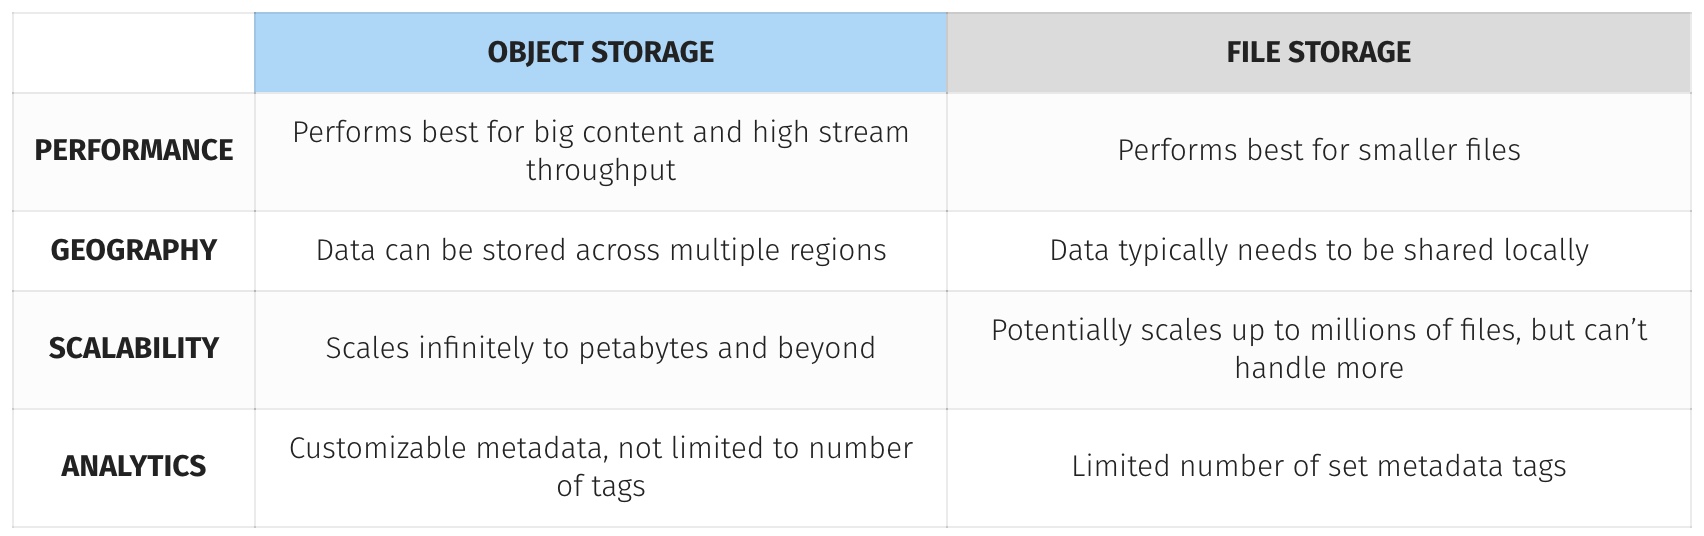 OBJECT STORAGE
FILE STORAGE
PERFORMANCE
Performs best for big content and high stream
throughput
Performs best for smaller files
GEOGRAPHY
Data can be stored across multiple regions
Data typically needs to be shared locally
SCALABILITY
Scales infinitely to petabytes and beyond
Potentially scales up to millions of files, but can’t
handle more
ANALYTICS
Customizable metadata, not limited to number
of tags
Limited number of set metadata tags